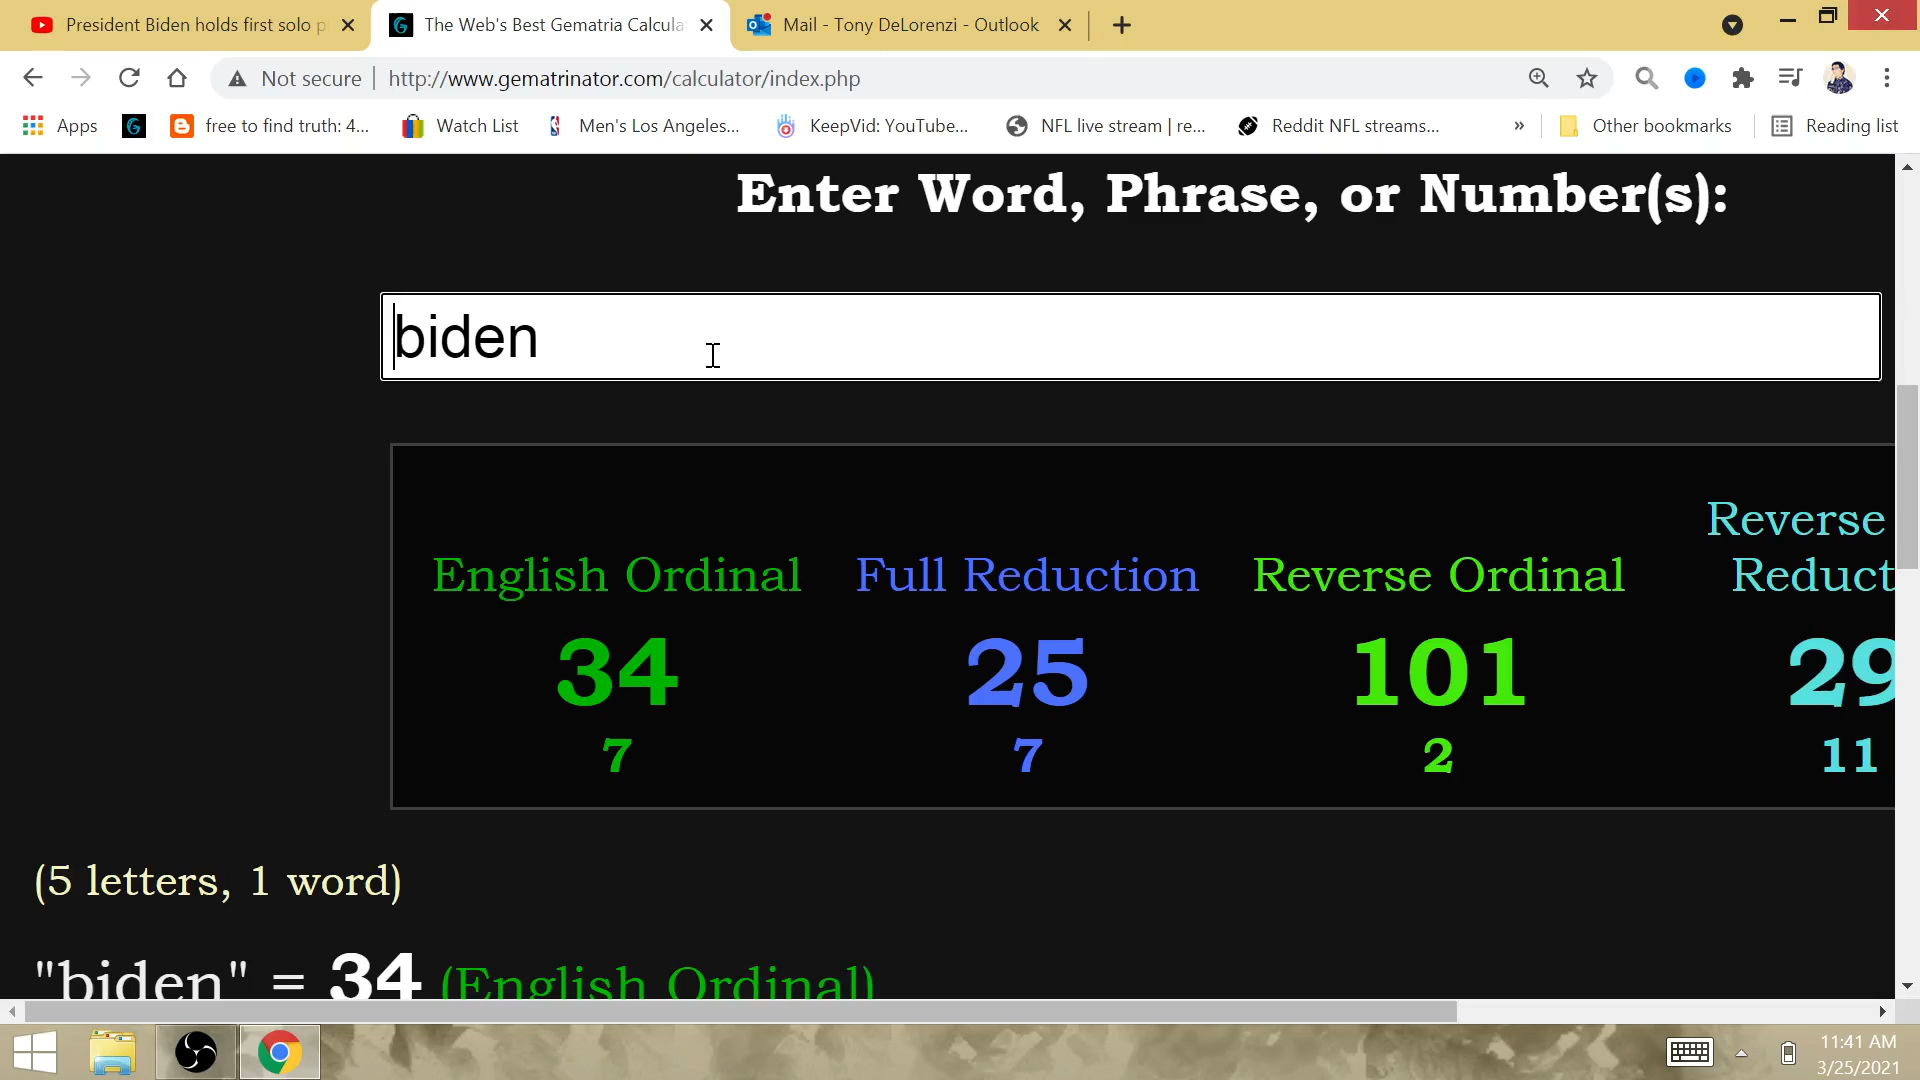 President Biden holds first solo p
The Web's Best Gematria Calcula
Mail - Tony DeLorenzi - Outlook
Not secure
http://www.gematrinator.com/calculator/index.php
Apps
free to find truth: 4...
Watch List
Men's Los Angeles...
KeepVid: YouTube...
NFL live stream | re...
Reddit NFL streams...
»
Other bookmarks
Reading list
Enter Word, Phrase, or Number(s):
biden
English Ordinal
Full Reduction
Reverse Ordinal
Reverse
Reduct
34
25
101
29
7
7
2
11
(5 letters, 1 word)
"biden" = 34 (English Ordinal)
11:41 AM
3/25/2021